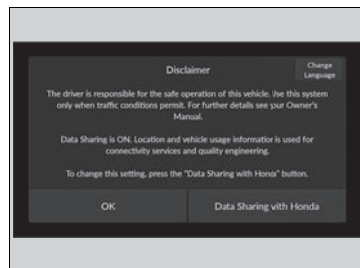 Disclaimer
Change
Language
The driver is responsible for the safe operation of this vehicle. Use this system
only when traffic conditions permit. For further details see your Owner's
Manual.
Data Sharing is ON. Location and vehicle usage information is used for
connectivity services and quality engineering.
To change this setting, press the "Data Sharing with Honda" button.
OK
Data Sharing with Honda